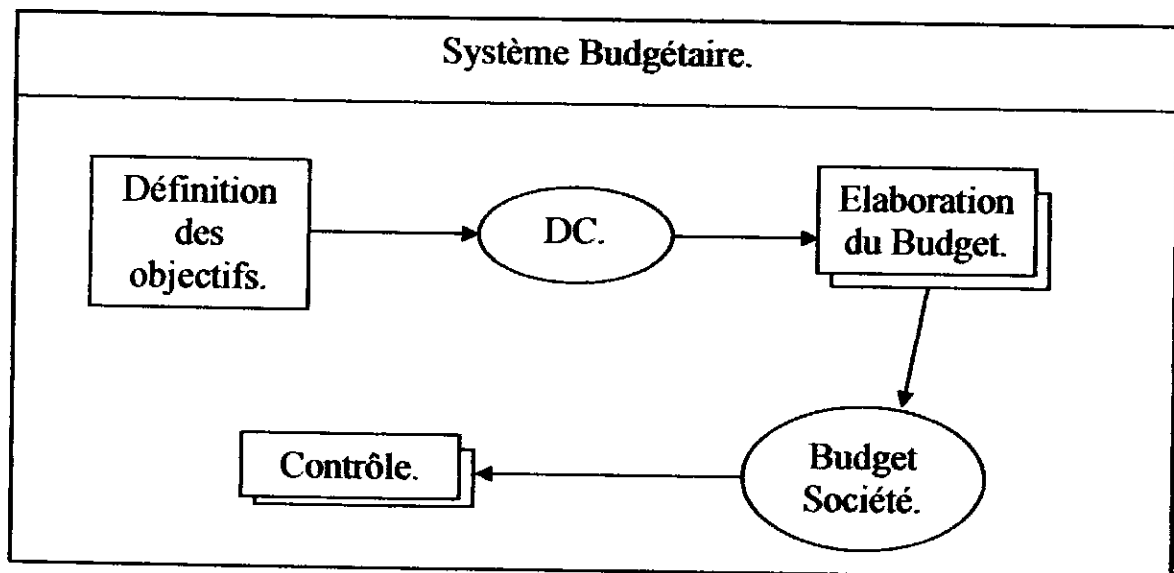 Système Budgétaire.
Définition
des
objectifs.
DC.
Elaboration
du Budget.
Contrôle.
Budget
Société.